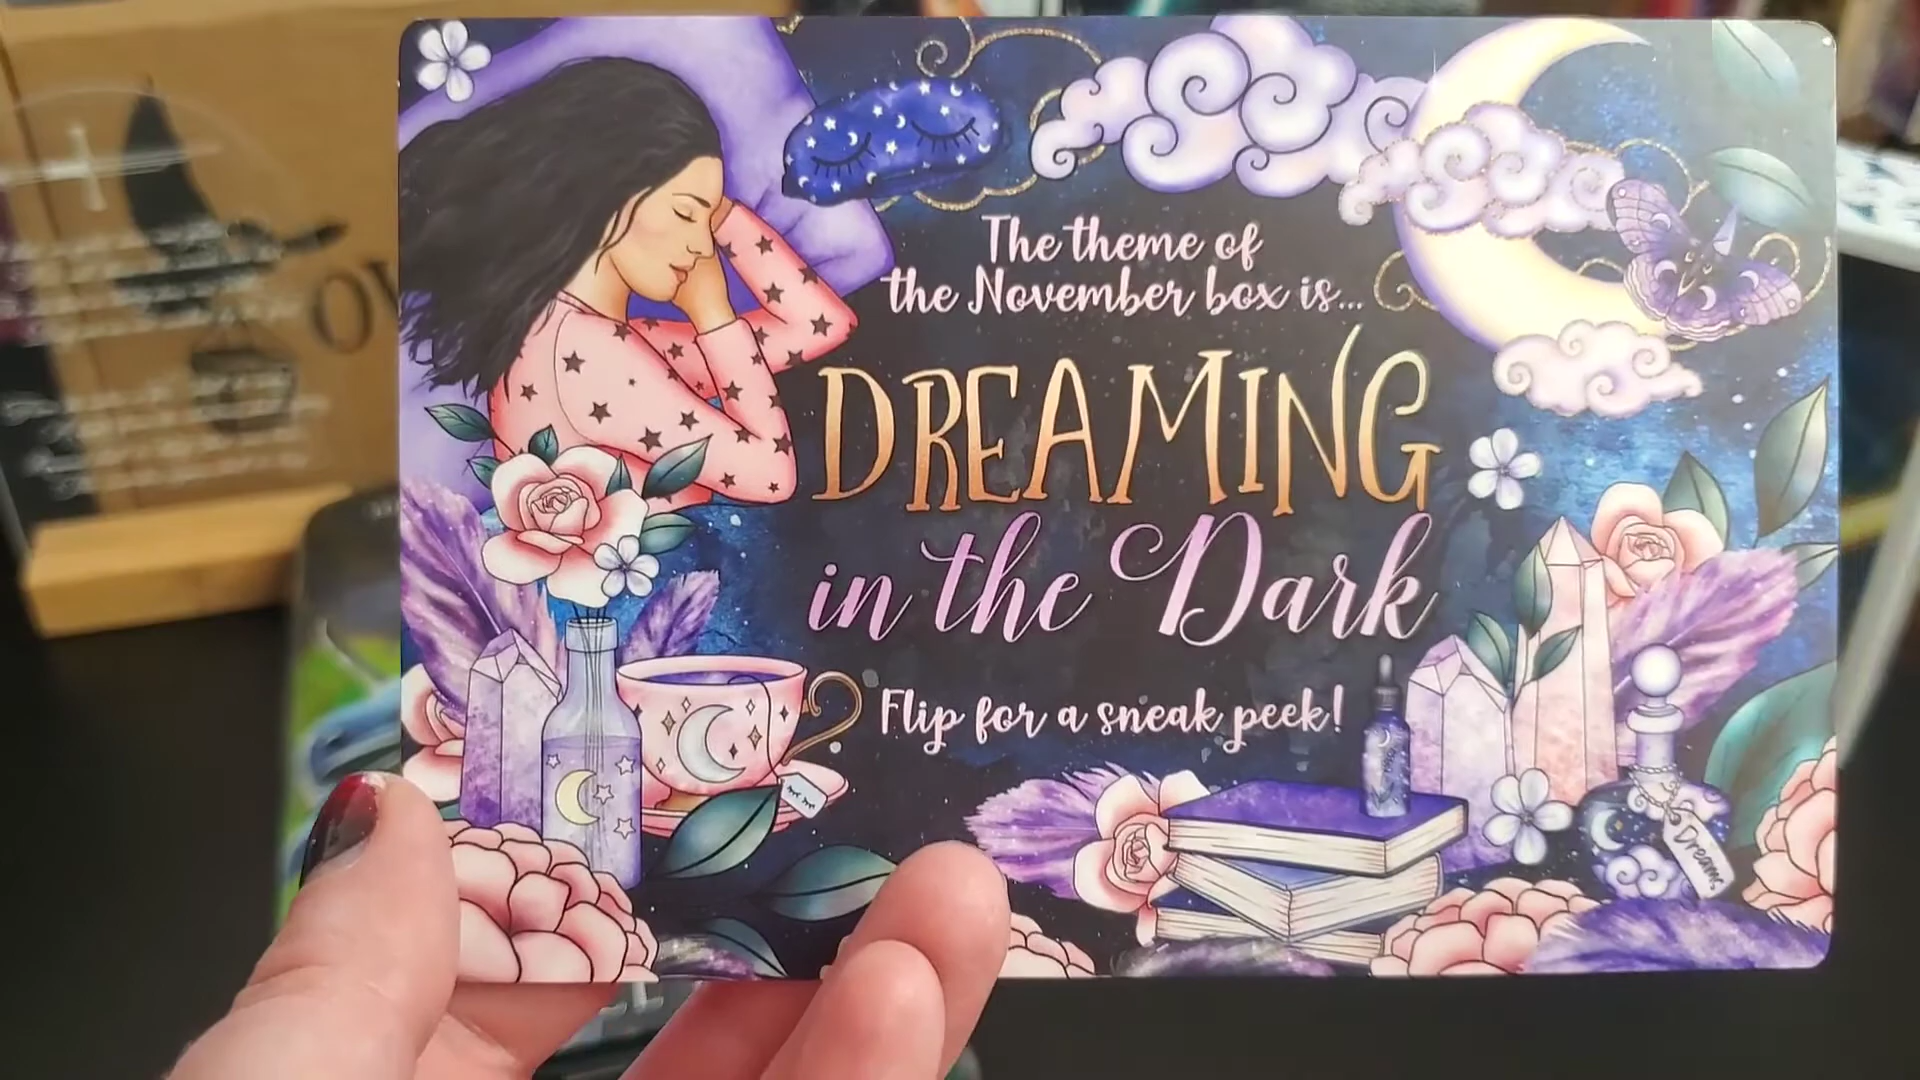 The theme of
the November box is...
DREAMING
in the Dark
Flip for a sneak peek!
Dreams